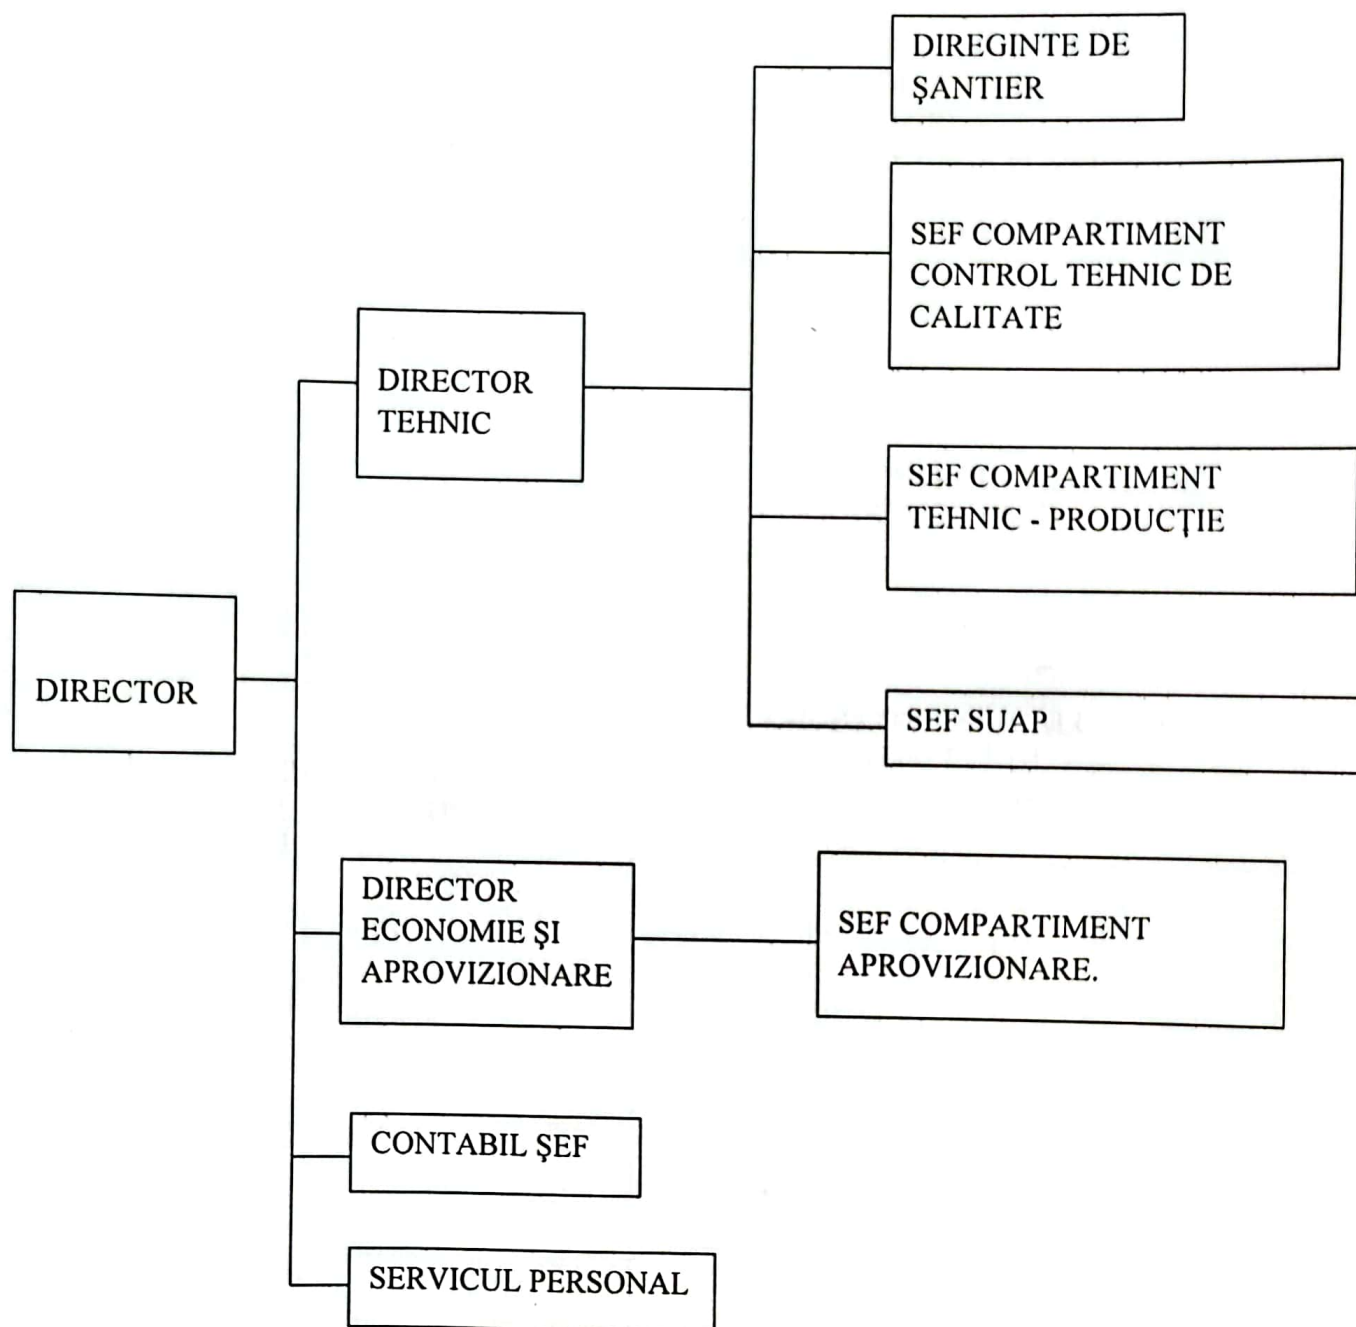 DIREGINTE DE
ŞANTIER
SEF COMPARTIMENT
CONTROL TEHNIC DE
CALITATE
DIRECTOR
TEHNIC
SEF COMPARTIMENT
TEHNIC - PRODUCŢIE
DIRECTOR
SEF SUAP
DIRECTOR
ECONOMIE ŞI
APROVIZIONARE
SEF COMPARTIMENT
APROVIZIONARE.
CONTABIL ŞEF
SERVICUL PERSONAL